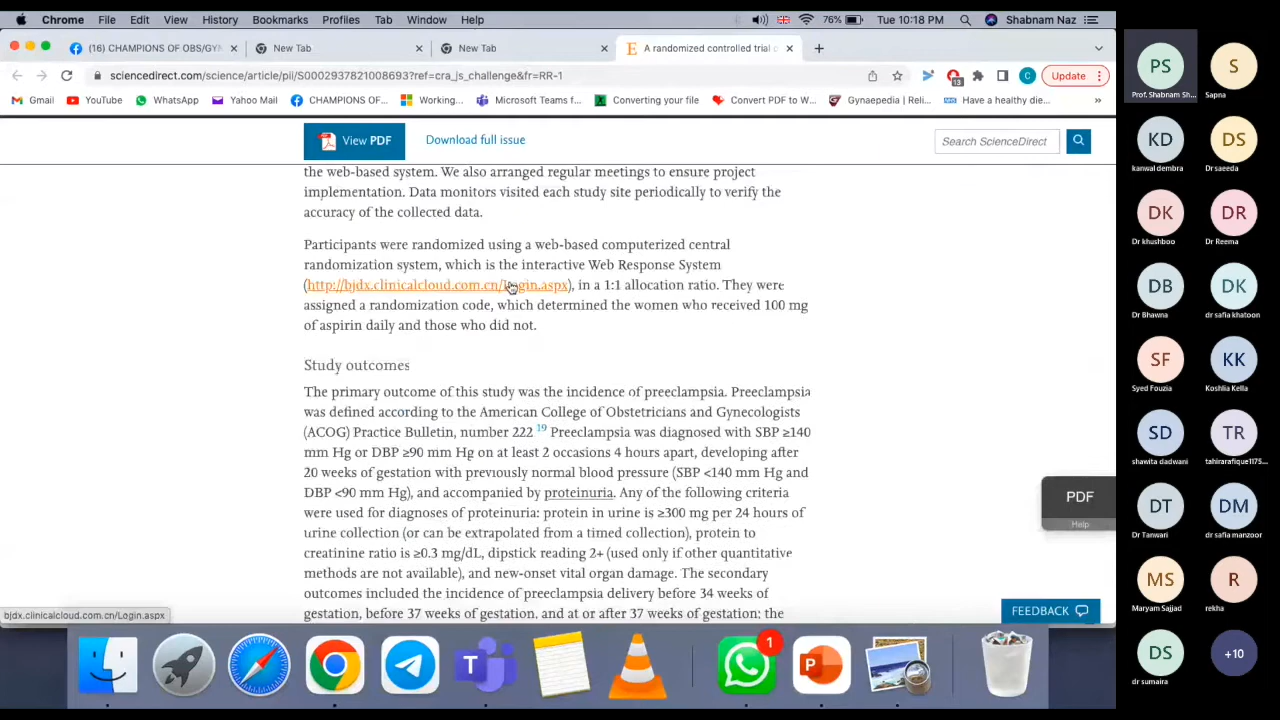 Chrome File Edit View History Bookmarks Profiles Tab Window Help 76% Tue 10:18 PM Shabnam Naz
(16) CHAMPIONS OF OBS/GYN
New Tab
New Tab
A randomized controlled trial o
sciencedirect.com/science/article/pii/S0002937821008693?ref=cra_js_challenge&fr=RR-1
13
C
Update
Gmail YouTube WhatsApp Yahoo Mail CHAMPIONS OF... Working... Microsoft Teams f... Converting your file Convert PDF to W... Gynaepedia | Reli... Have a healthy die... »
View PDF
Download full issue
Search ScienceDirect
the web-based system. We also arranged regular meetings to ensure project
implementation. Data monitors visited each study site periodically to verify the
accuracy of the collected data.
Participants were randomized using a web-based computerized central
randomization system, which is the interactive Web Response System
(http://bjdx.clinicalcloud.com.cn/Login.aspx), in a 1:1 allocation ratio. They were
assigned a randomization code, which determined the women who received 100 mg
of aspirin daily and those who did not.
Study outcomes
The primary outcome of this study was the incidence of preeclampsia. Preeclampsia
was defined according to the American College of Obstetricians and Gynecologists
(ACOG) Practice Bulletin, number 222 19 Preeclampsia was diagnosed with SBP ≥140
mm Hg or DBP ≥90 mm Hg on at least 2 occasions 4 hours apart, developing after
20 weeks of gestation with previously normal blood pressure (SBP <140 mm Hg and
DBP <90 mm Hg), and accompanied by proteinuria. Any of the following criteria
were used for diagnoses of proteinuria: protein in urine is ≥300 mg per 24 hours of
urine collection (or can be extrapolated from a timed collection), protein to
creatinine ratio is ≥0.3 mg/dL, dipstick reading 2+ (used only if other quantitative
methods are not available), and new-onset vital organ damage. The secondary
outcomes included the incidence of preeclampsia delivery before 34 weeks of
gestation, before 37 weeks of gestation, and at or after 37 weeks of gestation; the
PDF
Help
FEEDBACK
bjdx.clinicalcloud.com.cn/Login.aspx
1
PS
Prof. Shabnam Sh...
S
Sapna
KD
kanwal dembra
DS
Dr saeeda
DK
Dr khushboo
DR
Dr Reema
DB
Dr Bhawna
DK
dr safia khatoon
SF
Syed Fouzia
KK
Koshlia Kella
SD
shawita dadwani
TR
tahirarafique1175...
DT
Dr Tanwari
DM
dr safia manzoor
MS
Maryam Sajjad
R
rekha
DS
dr sumaira
+10